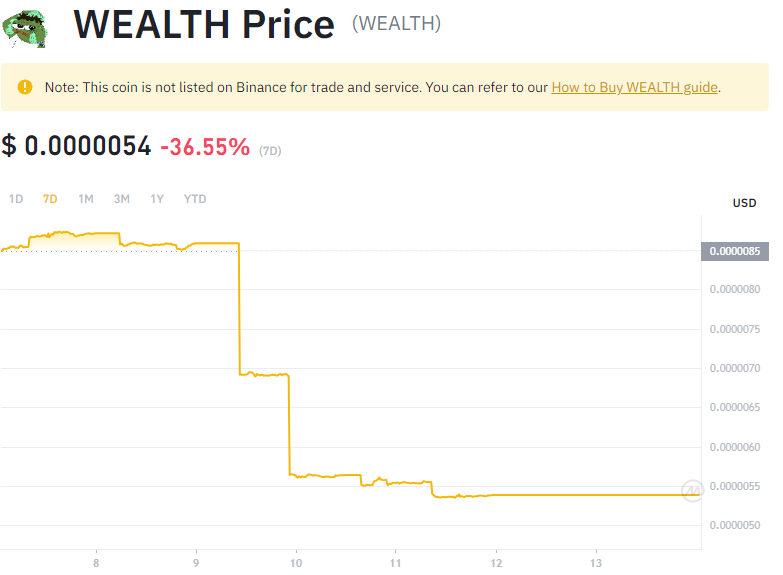 WEALTH Price (WEALTH)
Note: This coin is not listed on Binance for trade and service. You can refer to our How to Buy WEALTH guide.
$ 0.0000054 -36.55% (7D)
1D 7D 1M 3M 1Y YTD
USD
0.0000085
0.0000080
0.0000075
0.0000070
0.0000065
0.0000060
0.0000055
0.0000050
8 9 10 11 12 13